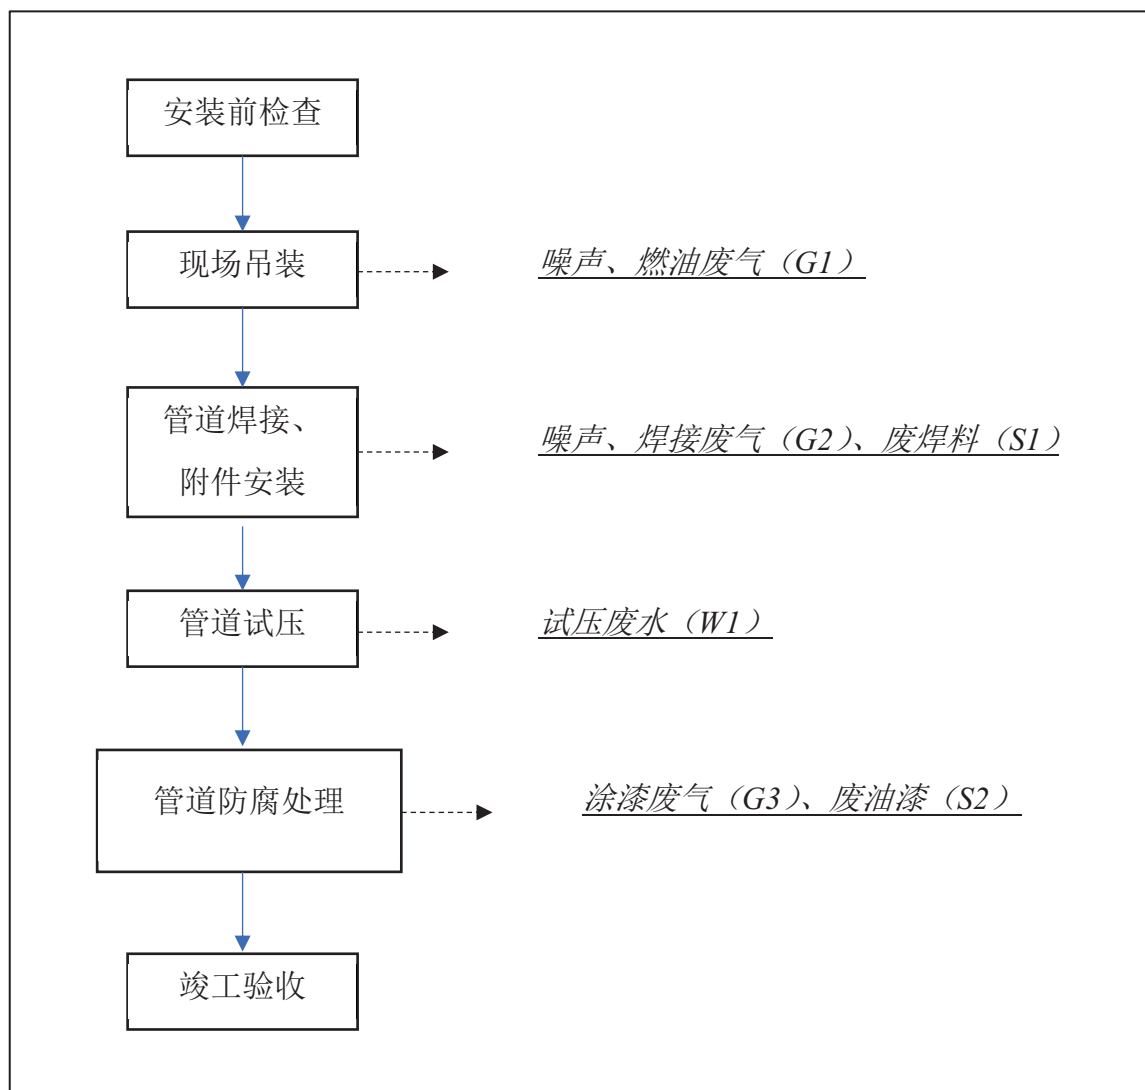 安装前检查
现场吊装
噪声、燃油废气（G1）
管道焊接、
附件安装
噪声、焊接废气（G2）、废焊料（S1）
管道试压
试压废水（W1）
管道防腐处理
涂漆废气（G3）、废油漆（S2）
竣工验收